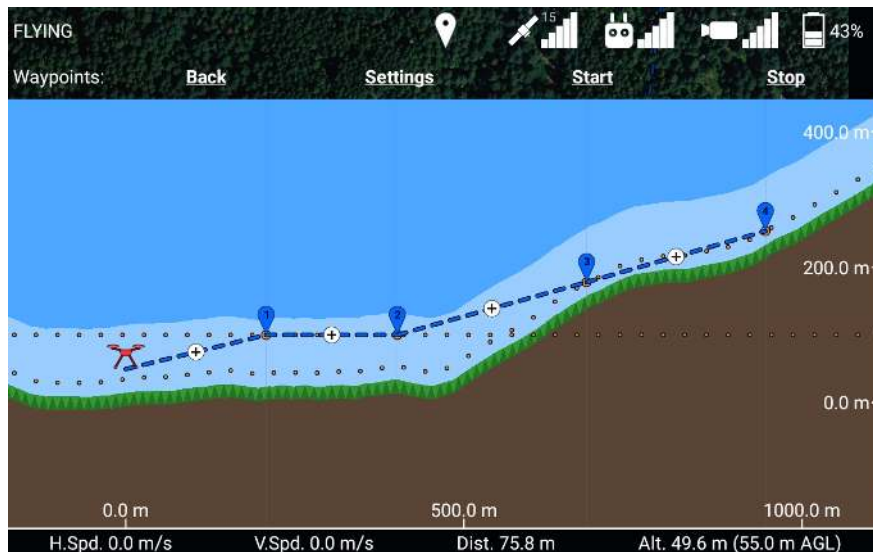 FLYING 15 43%
Waypoints: Back Settings Start Stop
400.0 m
4
3
200.0 m
1 2
0.0 m
0.0 m 500.0 m 1000.0 m
H.Spd. 0.0 m/s V.Spd. 0.0 m/s Dist. 75.8 m Alt. 49.6 m (55.0 m AGL)